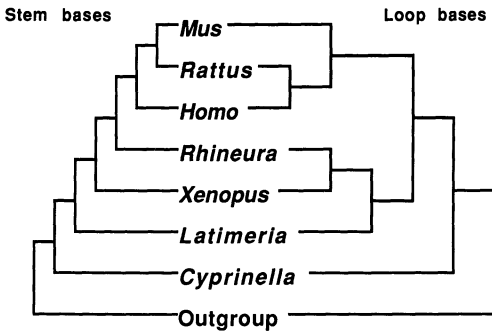 Stem bases
Loop bases
Mus
Rattus
Homo
Rhineura
Xenopus
Latimeria
Cyprinella
Outgroup